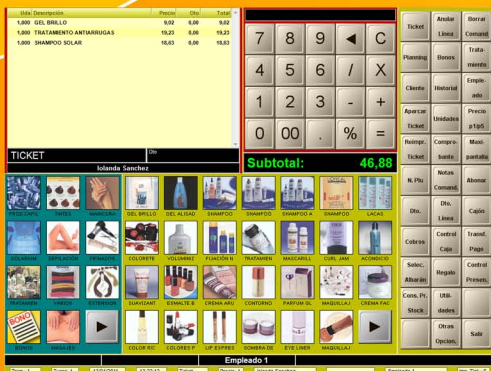 Uds Descripción Precio Dto Total
1,000 GEL BRILLO 9,02 0,00 9,02
1,000 TRATAMIENTO ANTIARRUGAS 19,23 0,00 19,23
1,000 SHAMPOO SOLAR 18,63 0,00 18,63
TICKET Dto
Iolanda Sanchez
7 8 9 ◄ C
4 5 6 / X
1 2 3 - +
0 00 . % =
Subtotal: 46,88
Ticket Anular Línea Borrar Comand.
Planning Bonos Trata-miento
Cliente Historial Emple-ado
Aparcar Ticket Unidades Precio p1/p5
Reimpr. Ticket Compro-bante Maxi-pantalla
N. Plu Notas Comand. Abonar
Dto. Dto. Línea Cajón
Cobros Control Caja Transf. Pago
Selec. Albarán Regalo Control Presen.
Cons. Pr. Stock Utili-dades
Otras Opcion. Salir
PROD.CAPIL TINTES MANICURA GEL BRILLO GEL ALISAD SHAMPOO SHAMPOO SHAMPOO A SHAMPOO LACAS
SOLARIUM DEPILACIÓN PEINADOS COLORETE VOLUMINIZ FIJACIÓN N TRATAMIEN MASCARILL CURL JAM ACONDICIO
TRATAMIEN VARIOS EXTENSION SUAVIZANT ESMALTE B CREMA ARU CONTORNO PARFUM GL MAQUILLAJ CREMA FAC
BONO
BONOS MASAJES COLOR RIC COLORES P LIP EXPRES SOMBRA DE EYE LINER MAQUILLAJ
Empleado 1